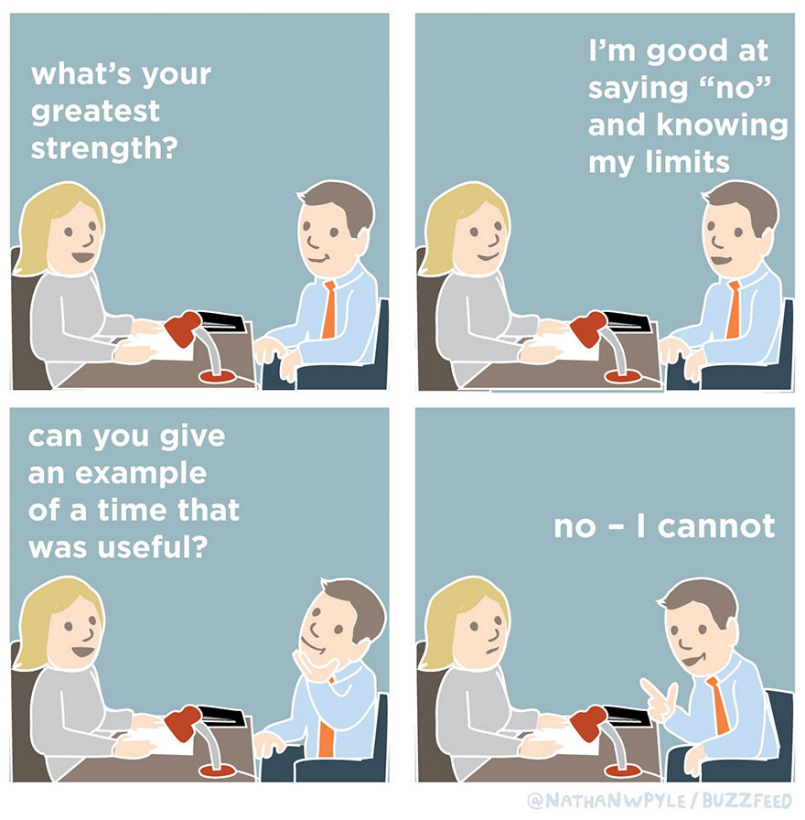 what's your
greatest
strength?
I'm good at
saying “no”
and knowing
my limits
can you give
an example
of a time that
was useful?
no – I cannot
@NATHANWPYLE / BUZZFEED